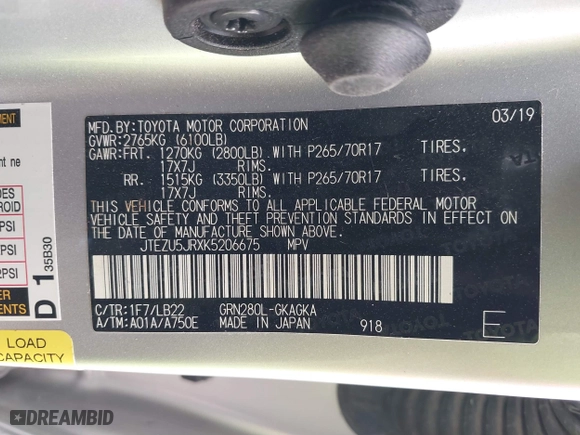 03/19
MFD.BY:TOYOTA MOTOR CORPORATION
GVWR:2765KG (6100LB)
GAWR:FRT. 1270KG (2800LB) WITH P265/70R17 TIRES,
17X7J RIMS.
RR. 1515KG (3350LB) WITH P265/70R17 TIRES,
17X7J RIMS.
THIS VEHICLE CONFORMS TO ALL APPLICABLE FEDERAL MOTOR
VEHICLE SAFETY AND THEFT PREVENTION STANDARDS IN EFFECT ON
THE DATE OF MANUFACTURE SHOWN ABOVE.
JTEZU5JRXK5206675 MPV
C/TR:1F7/LB22 GRN280L-GKAGKA
A/TM:A01A/A750E MADE IN JAPAN 918 E
D 1 35B30
LOAD
CAPACITY
DREAMBID